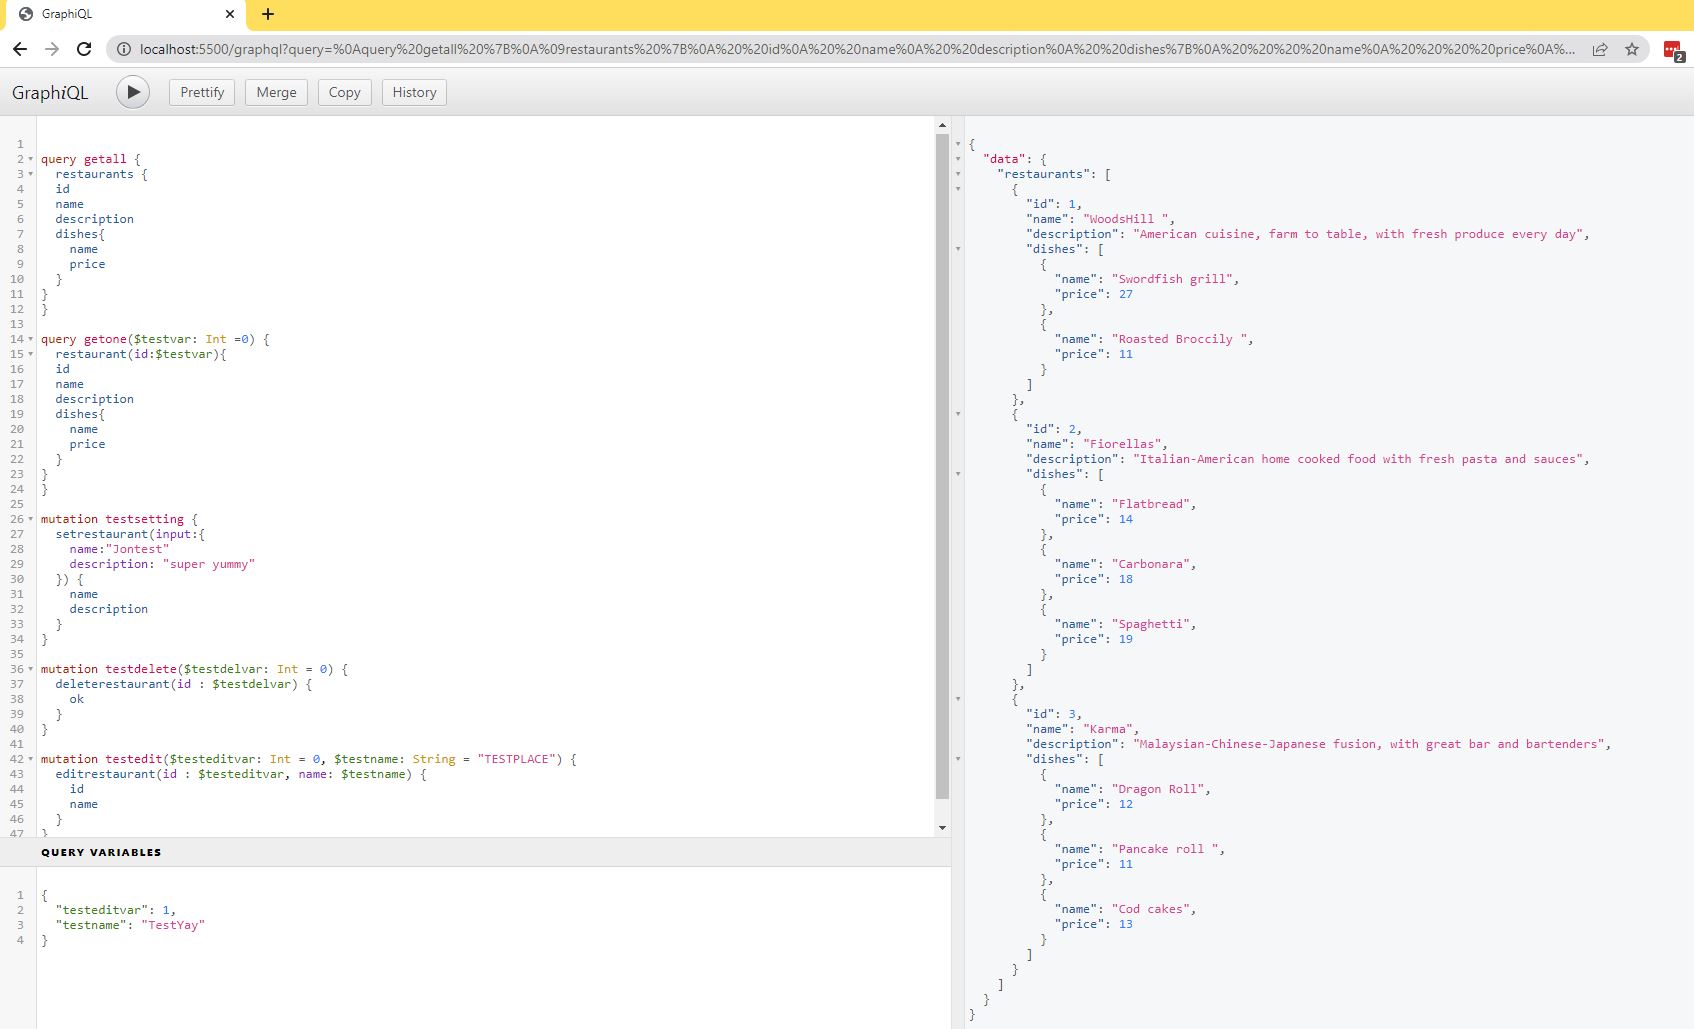 GraphiQL
localhost:5500/graphql?query=%0Aquery%20getall%20%7B%0A%09restaurants%20%7B%0A%20%20id%0A%20%20name%0A%20%20description%0A%20%20dishes%7B%0A%20%20%20%20name%0A%20%20%20%20price%0A%...
2
GraphiQL
Prettify
Merge
Copy
History
1
2 query getall {
3 restaurants {
4 id
5 name
6 description
7 dishes{
8 name
9 price
10 }
11 }
12 }
13
14 query getone($testvar: Int =0) {
15 restaurant(id:$testvar){
16 id
17 name
18 description
19 dishes{
20 name
21 price
22 }
23 }
24 }
25
26 mutation testsetting {
27 setrestaurant(input:{
28 name:"Jontest"
29 description: "super yummy"
30 }) {
31 name
32 description
33 }
34 }
35
36 mutation testdelete($testdelvar: Int = 0) {
37 deleterestaurant(id : $testdelvar) {
38 ok
39 }
40 }
41
42 mutation testedit($testeditvar: Int = 0, $testname: String = "TESTPLACE") {
43 editrestaurant(id : $testeditvar, name: $testname) {
44 id
45 name
46 }
47 }
QUERY VARIABLES
1 {
2 "testeditvar": 1,
3 "testname": "TestYay"
4 }
{
"data": {
"restaurants": [
{
"id": 1,
"name": "WoodsHill ",
"description": "American cuisine, farm to table, with fresh produce every day",
"dishes": [
{
"name": "Swordfish grill",
"price": 27
},
{
"name": "Roasted Broccily ",
"price": 11
}
]
},
{
"id": 2,
"name": "Fiorellas",
"description": "Italian-American home cooked food with fresh pasta and sauces",
"dishes": [
{
"name": "Flatbread",
"price": 14
},
{
"name": "Carbonara",
"price": 18
},
{
"name": "Spaghetti",
"price": 19
}
]
},
{
"id": 3,
"name": "Karma",
"description": "Malaysian-Chinese-Japanese fusion, with great bar and bartenders",
"dishes": [
{
"name": "Dragon Roll",
"price": 12
},
{
"name": "Pancake roll ",
"price": 11
},
{
"name": "Cod cakes",
"price": 13
}
]
}
]
}
}